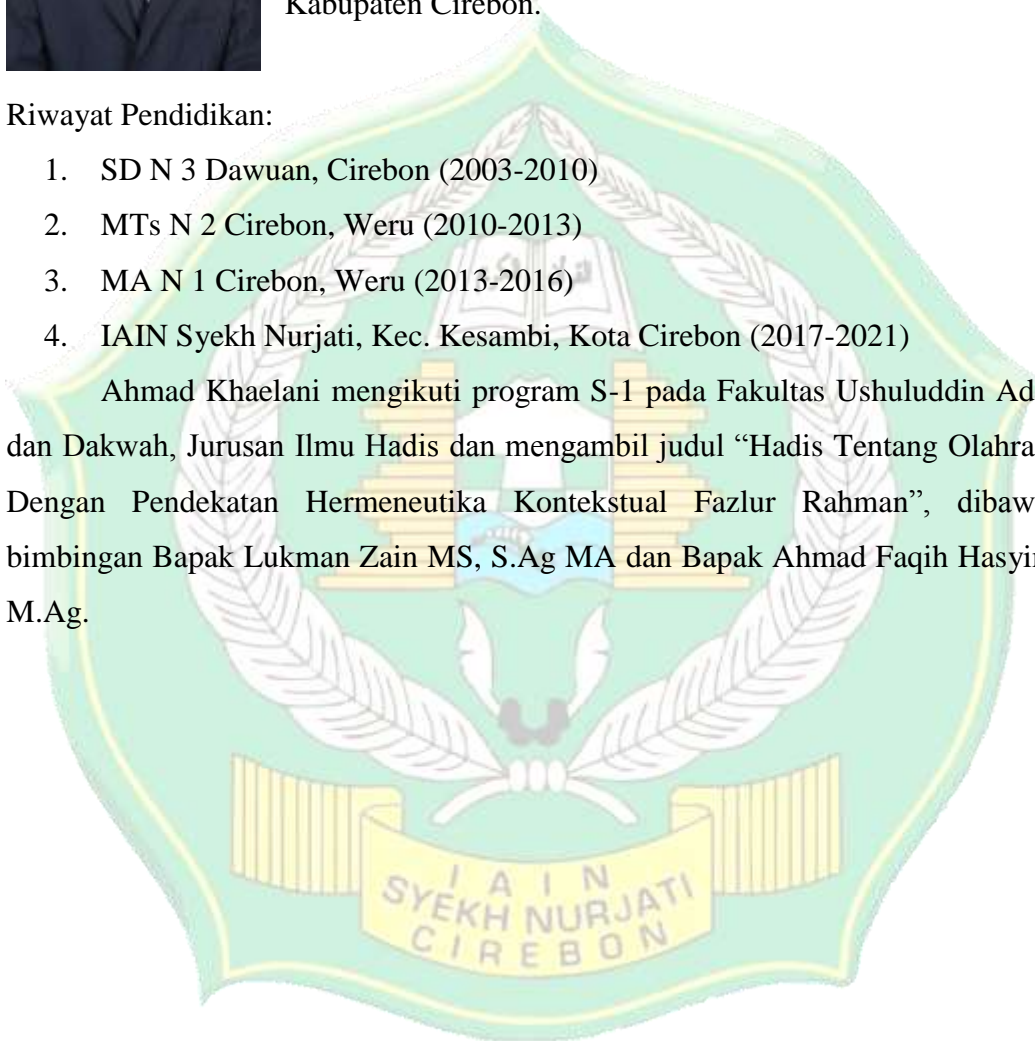 Kabupaten Cirebon.
Riwayat Pendidikan:
1. SD N 3 Dawuan, Cirebon (2003-2010)
2. MTs N 2 Cirebon, Weru (2010-2013)
3. MA N 1 Cirebon, Weru (2013-2016)
4. IAIN Syekh Nurjati, Kec. Kesambi, Kota Cirebon (2017-2021)
Ahmad Khaelani mengikuti program S-1 pada Fakultas Ushuluddin Ad
dan Dakwah, Jurusan Ilmu Hadis dan mengambil judul “Hadis Tentang Olahra
Dengan Pendekatan Hermeneutika Kontekstual Fazlur Rahman”, dibaw
bimbingan Bapak Lukman Zain MS, S.Ag MA dan Bapak Ahmad Faqih Hasyi
M.Ag.
I A I N
SYEKH NURJATI
CIREBON